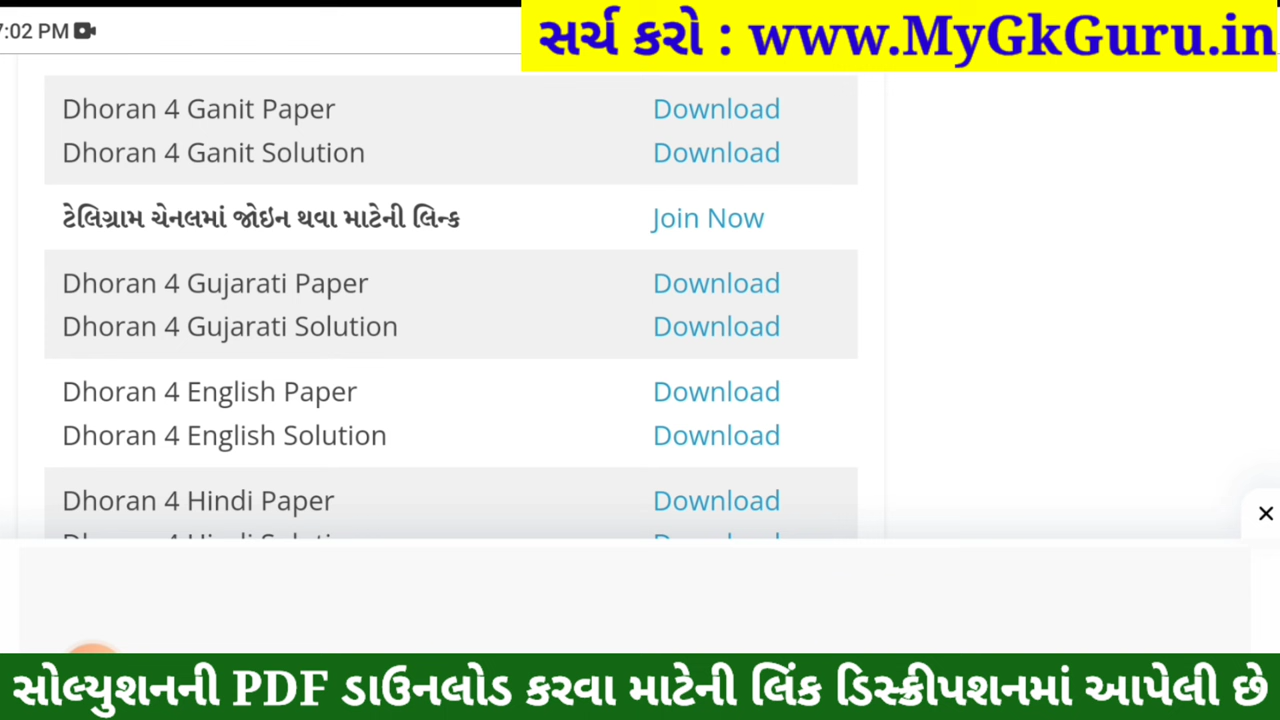 7:02 PM
સર્ચ કરો : www.MyGkGuru.in
Dhoran 4 Ganit Paper Download
Dhoran 4 Ganit Solution Download
ટેલિગ્રામ ચેનલમાં જોઇન થવા માટેની લિન્ક Join Now
Dhoran 4 Gujarati Paper Download
Dhoran 4 Gujarati Solution Download
Dhoran 4 English Paper Download
Dhoran 4 English Solution Download
Dhoran 4 Hindi Paper Download
સોલ્યુશનની PDF ડાઉનલોડ કરવા માટેની લિંક ડિસ્ક્રીપશનમાં આપેલી છે